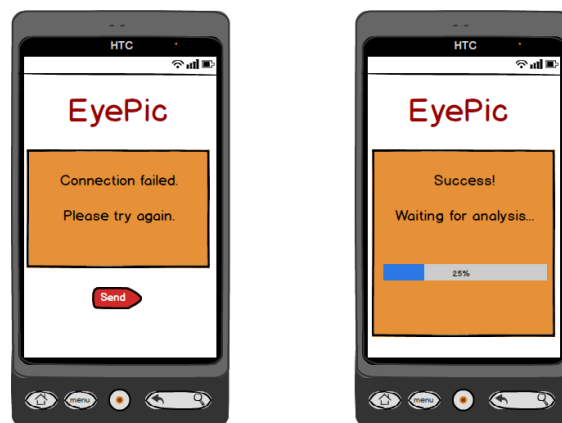 HTC
EyePic
Connection failed.
Please try again.
Send
menu
HTC
EyePic
Success!
Waiting for analysis...
25%
menu